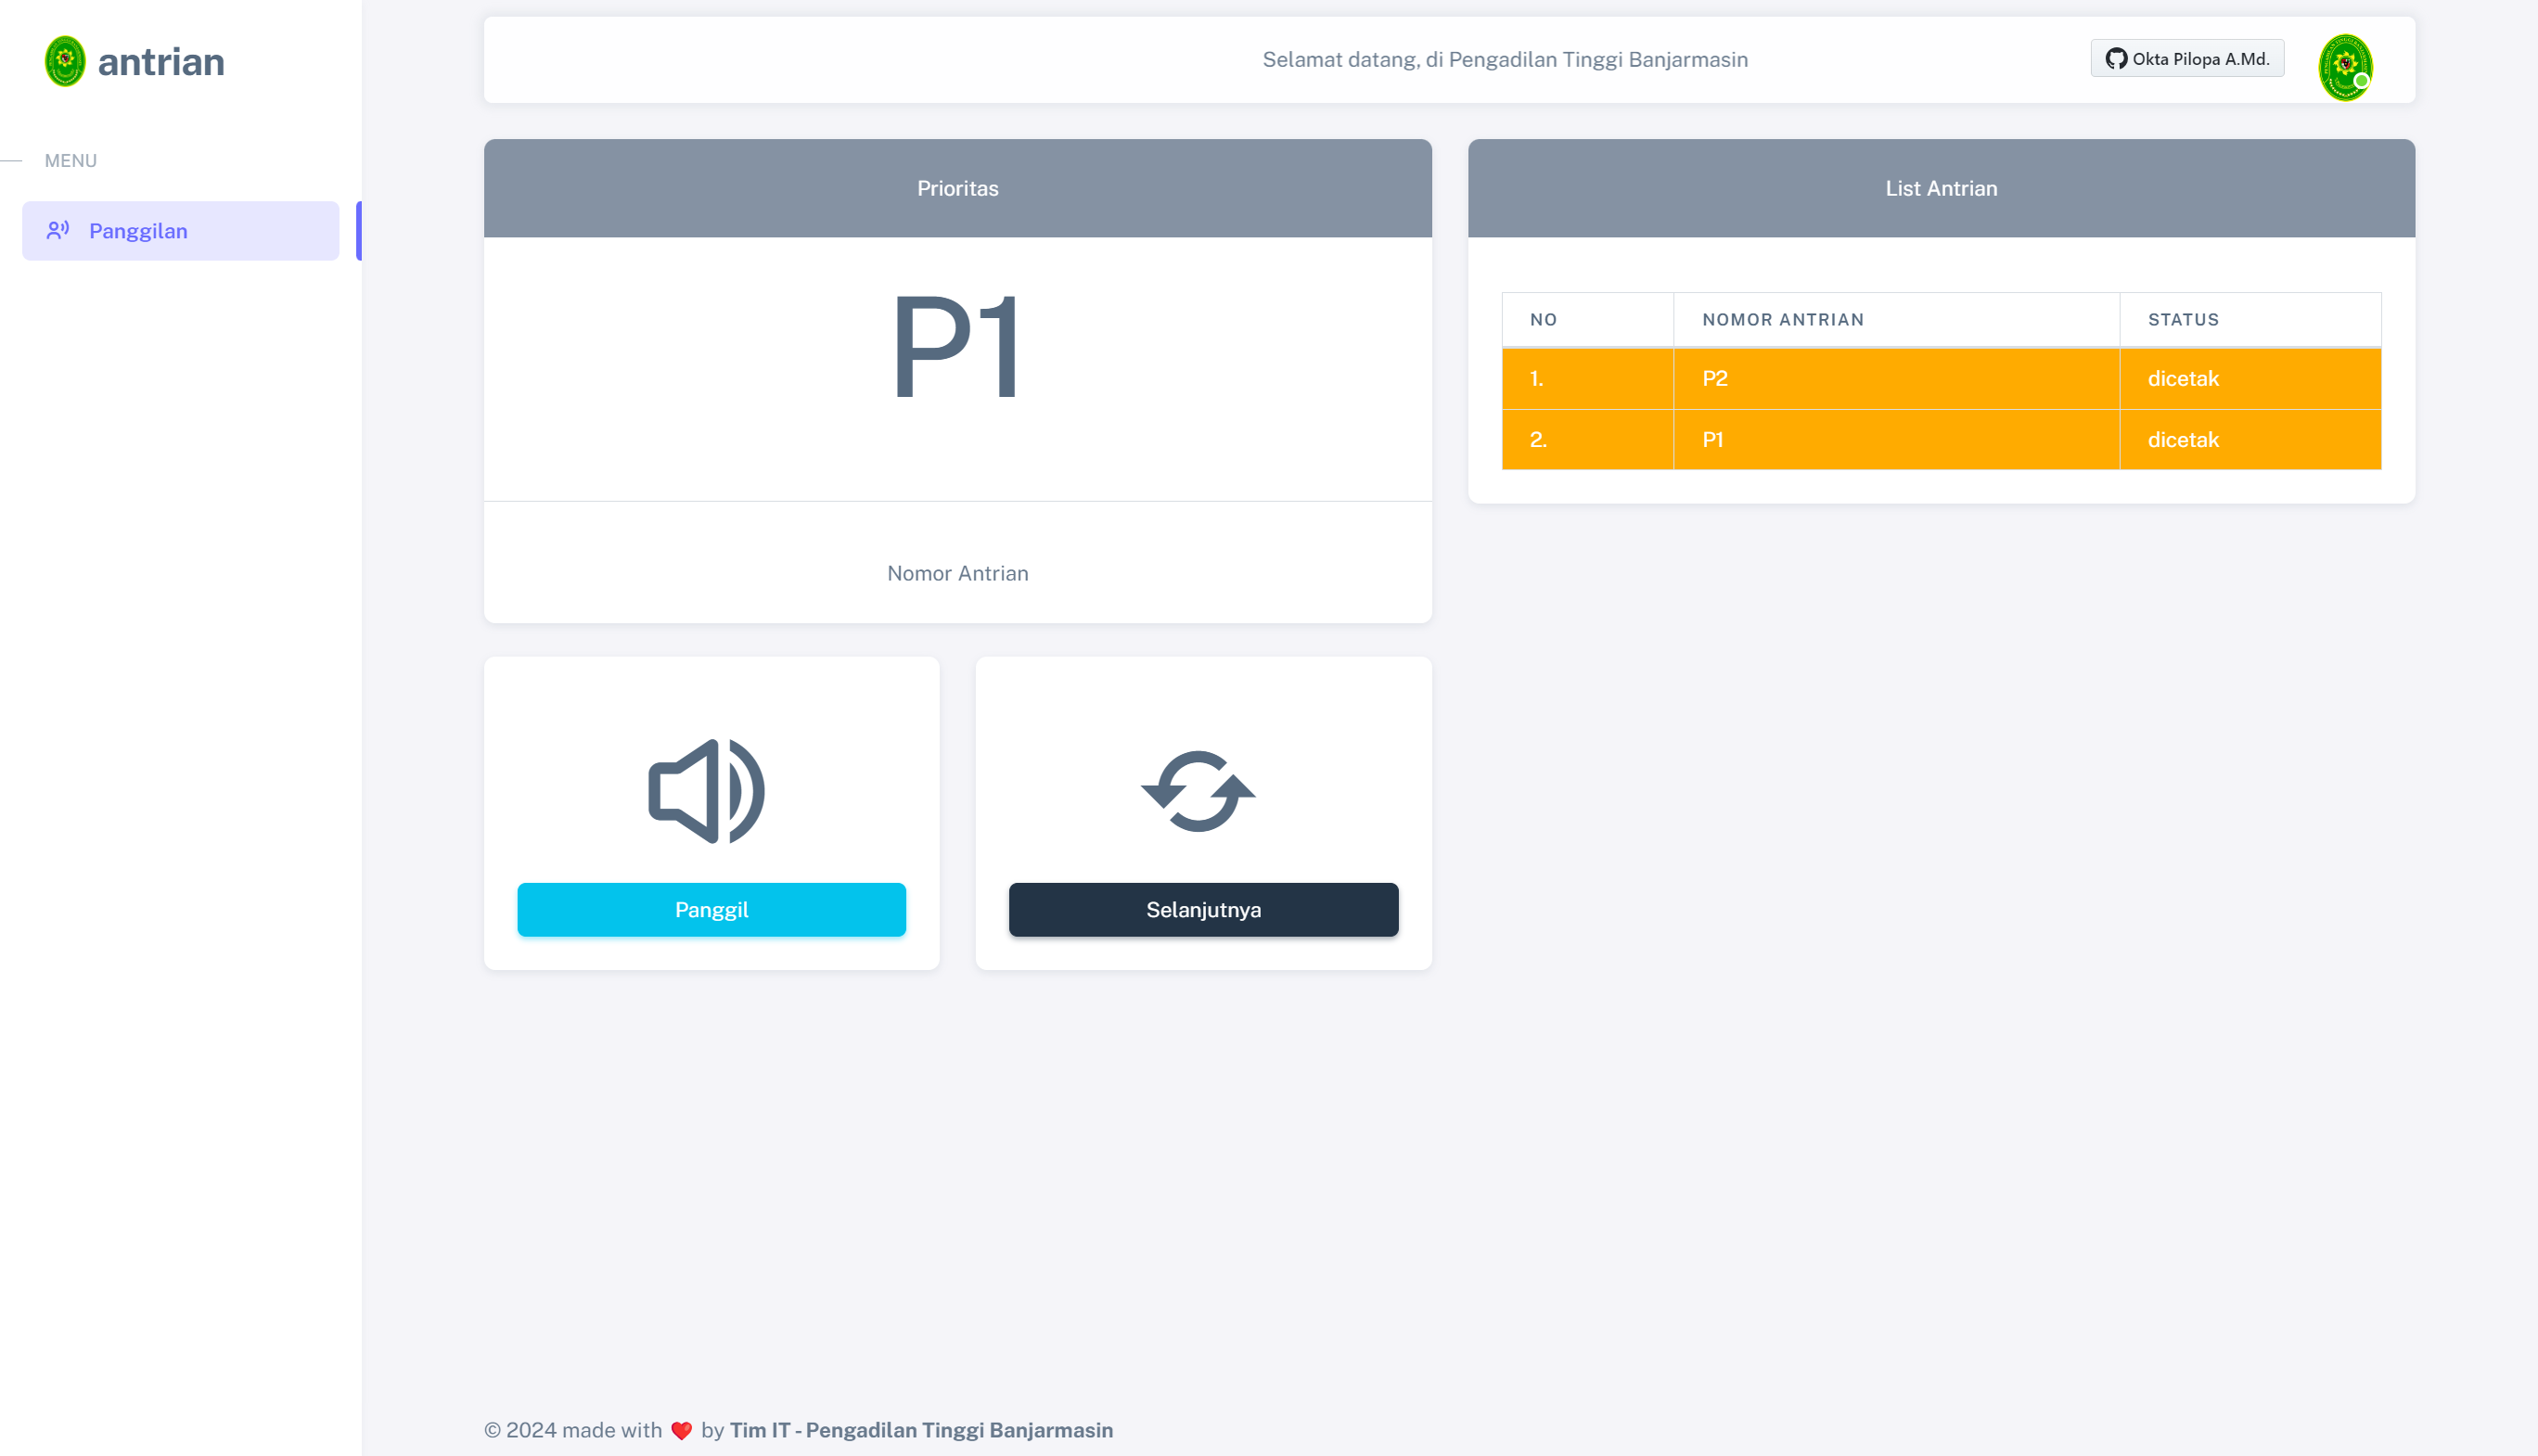 antrian
MENU
Panggilan
Selamat datang, di Pengadilan Tinggi Banjarmasin
Okta Pilopa A.Md.
Prioritas
P1
Nomor Antrian
Panggil
Selanjutnya
List Antrian
NO NOMOR ANTRIAN STATUS
1. P2 dicetak
2. P1 dicetak
© 2024 made with ❤️ by Tim IT - Pengadilan Tinggi Banjarmasin